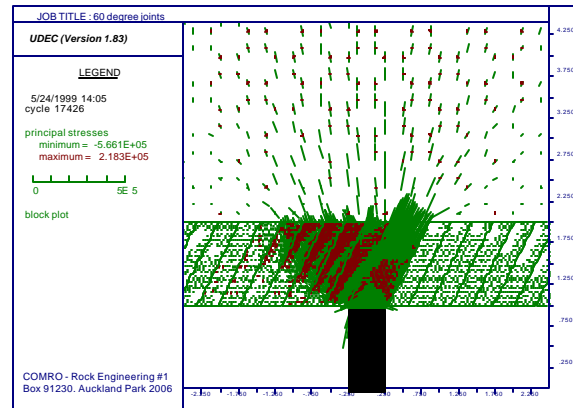 JOB TITLE : 60 degree joints
UDEC (Version 1.83)
LEGEND
5/24/1999 14:05
cycle 17426
principal stresses
minimum = -5.661E+05
maximum = 2.183E+05
0 5E 5
block plot
COMRO - Rock Engineering #1
Box 91230. Auckland Park 2006
4.250
3.750
3.250
2.750
2.250
1.750
1.250
.750
.250
-2.250 -1.750 -1.250 -.750 -.250 .250 .750 1.250 1.750 2.250